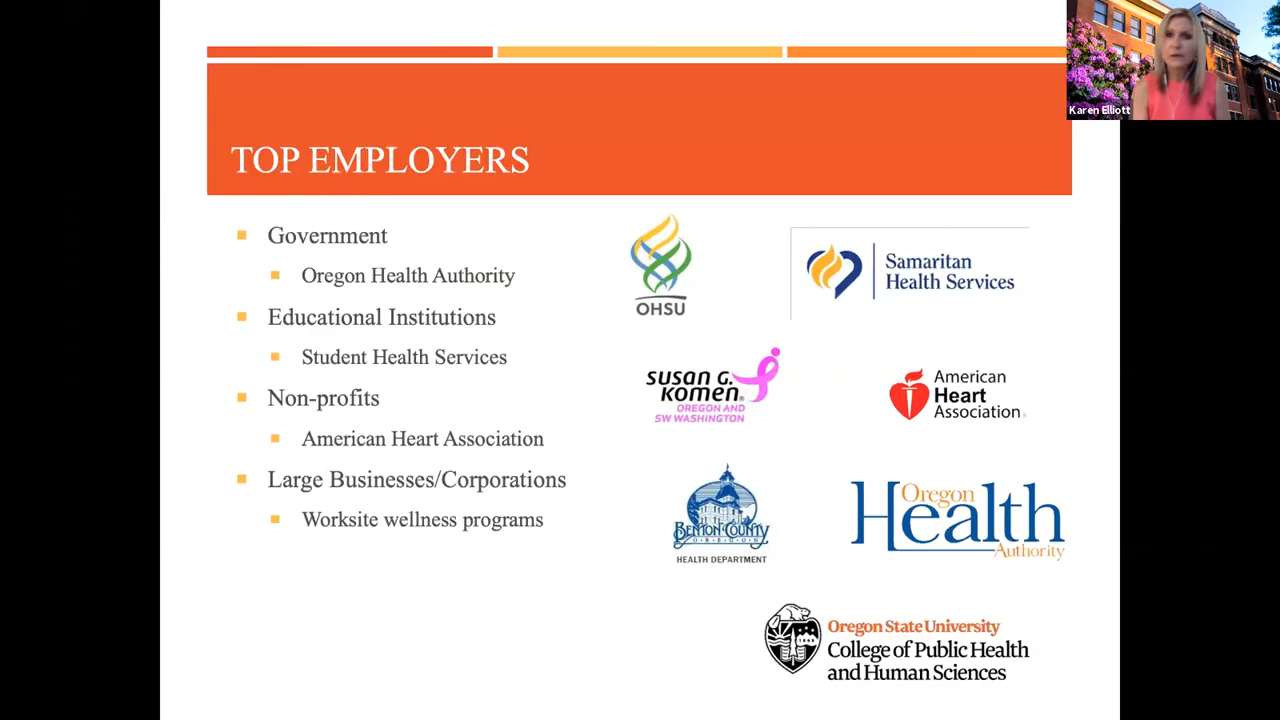 Karen Elliott
TOP EMPLOYERS
Government
Oregon Health Authority
Educational Institutions
Student Health Services
Non-profits
American Heart Association
Large Businesses/Corporations
Worksite wellness programs
OHSU
Samaritan
Health Services
susan g.
komen®
OREGON AND
SW WASHINGTON
American
Heart
Association®
BENTON COUNTY
OREGON
HEALTH DEPARTMENT
Oregon
Health
Authority
Oregon State University
College of Public Health
and Human Sciences